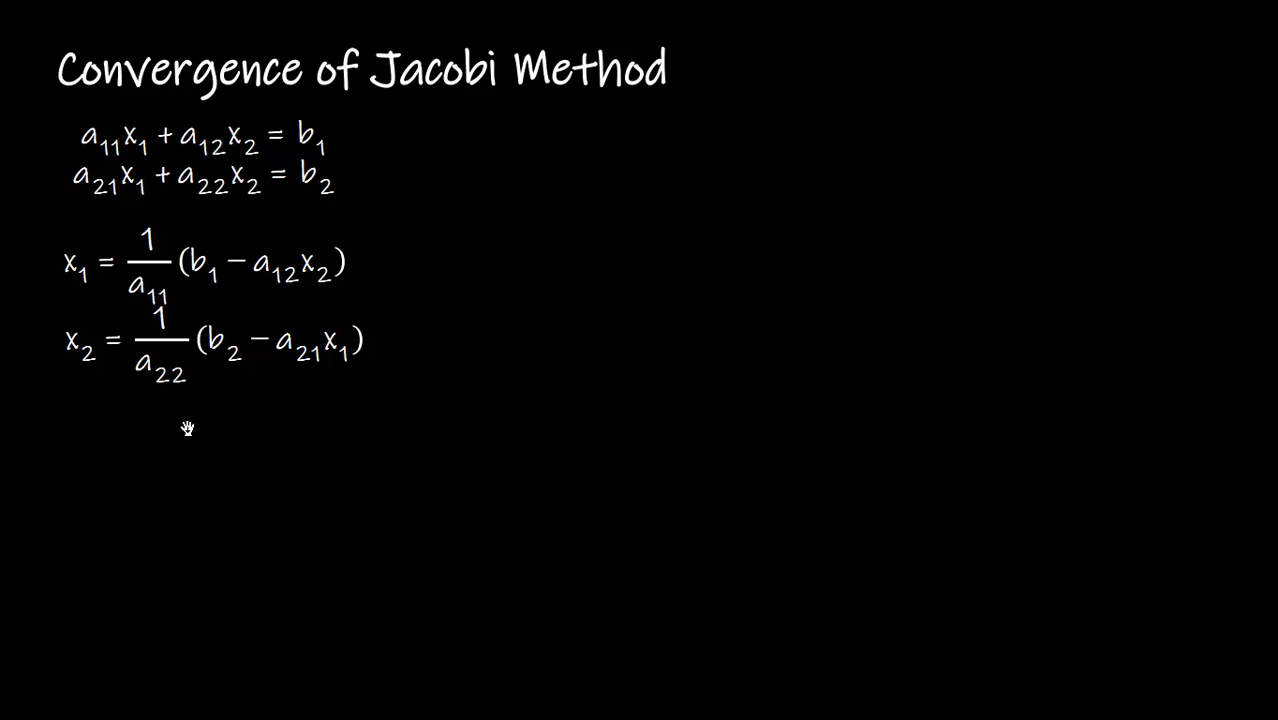 Convergence of Jacobi Method
a₁₁x₁ + a₁₂x₂ = b₁
a₂₁x₁ + a₂₂x₂ = b₂
x₁ = 1/a₁₁ (b₁ − a₁₂x₂)
x₂ = 1/a₂₂ (b₂ − a₂₁x₁)